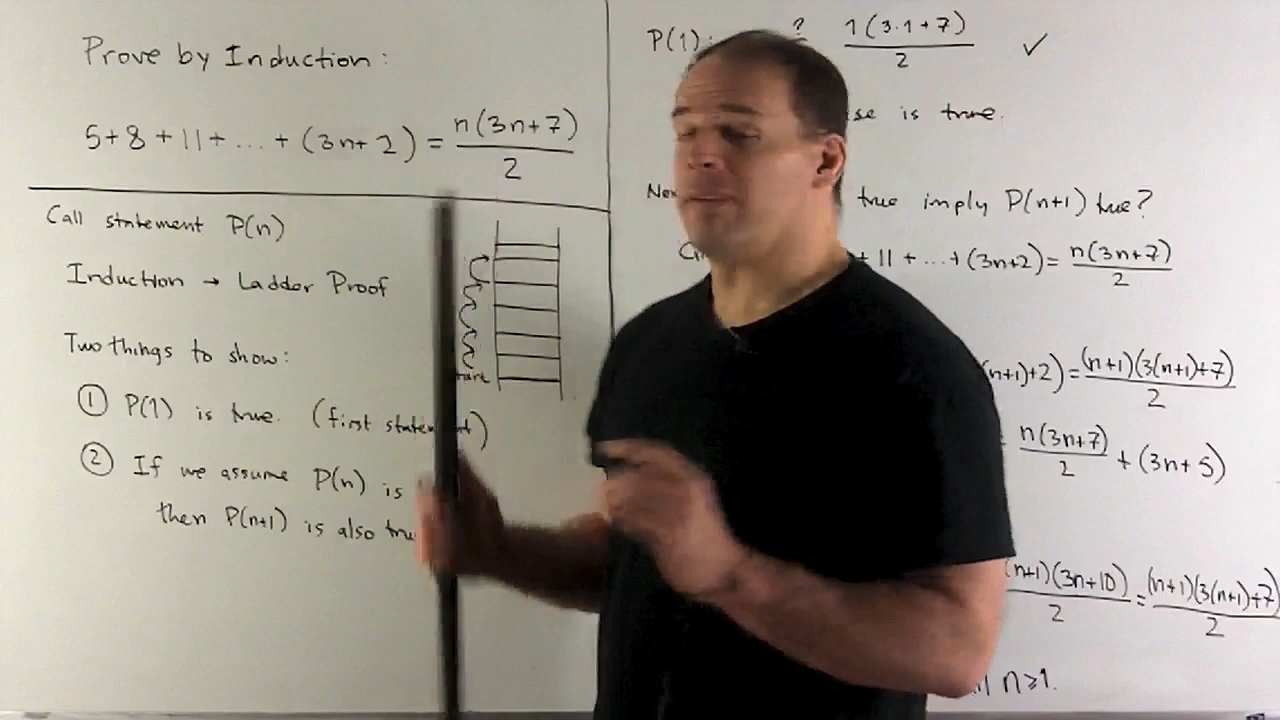 Prove by Induction:
5+8+11+...+(3n+2) = n(3n+7)/2
Call statement P(n)
Induction → Ladder Proof
Two things to show:
① P(1) is true. (first statement)
② If we assume P(n) is
then P(n+1) is also tru
P(1): ? 1(3·1+7)/2 ✓
se is true.
true imply P(n+1) true?
+11+...+(3n+2) = n(3n+7)/2
(n+1)+2) = (n+1)(3(n+1)+7)/2
n(3n+7)/2 + (3n+5)
(n+1)(3n+10)/2 = (n+1)(3(n+1)+7)/2
n≥1.